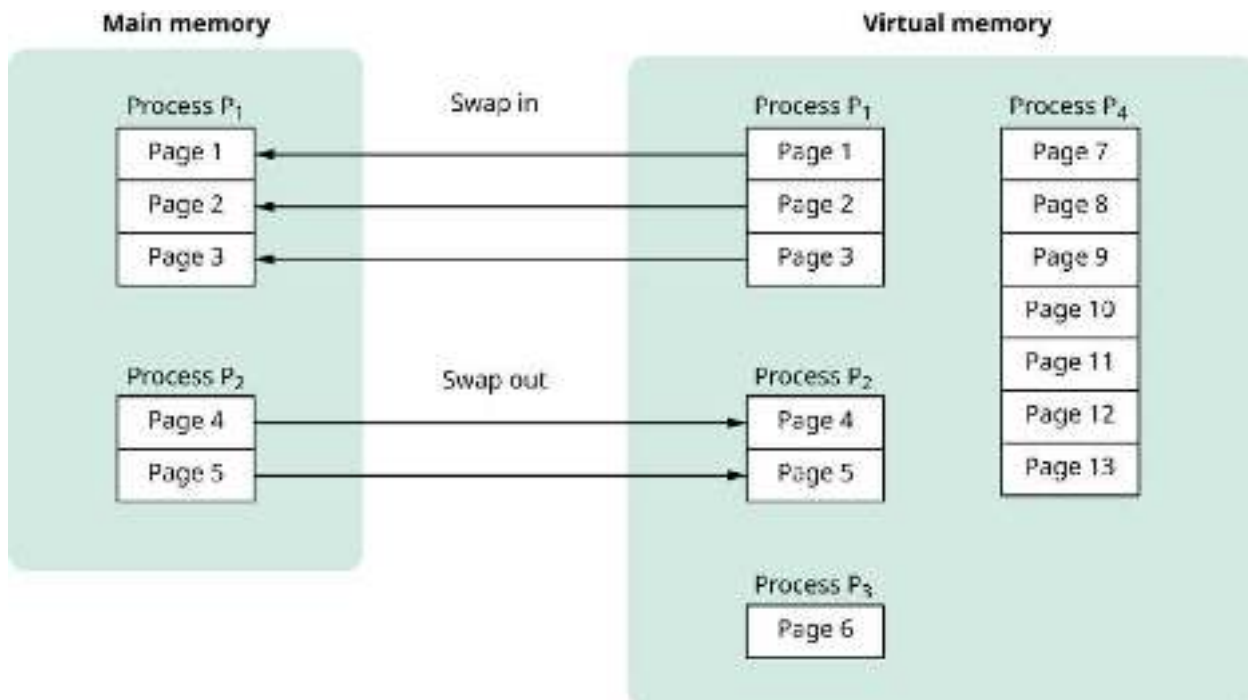 Main memory
Virtual memory
Process P₁
Page 1
Page 2
Page 3
Swap in
Process P₁
Page 1
Page 2
Page 3
Process P₄
Page 7
Page 8
Page 9
Page 10
Page 11
Page 12
Page 13
Process P₂
Page 4
Page 5
Swap out
Process P₂
Page 4
Page 5
Process P₃
Page 6